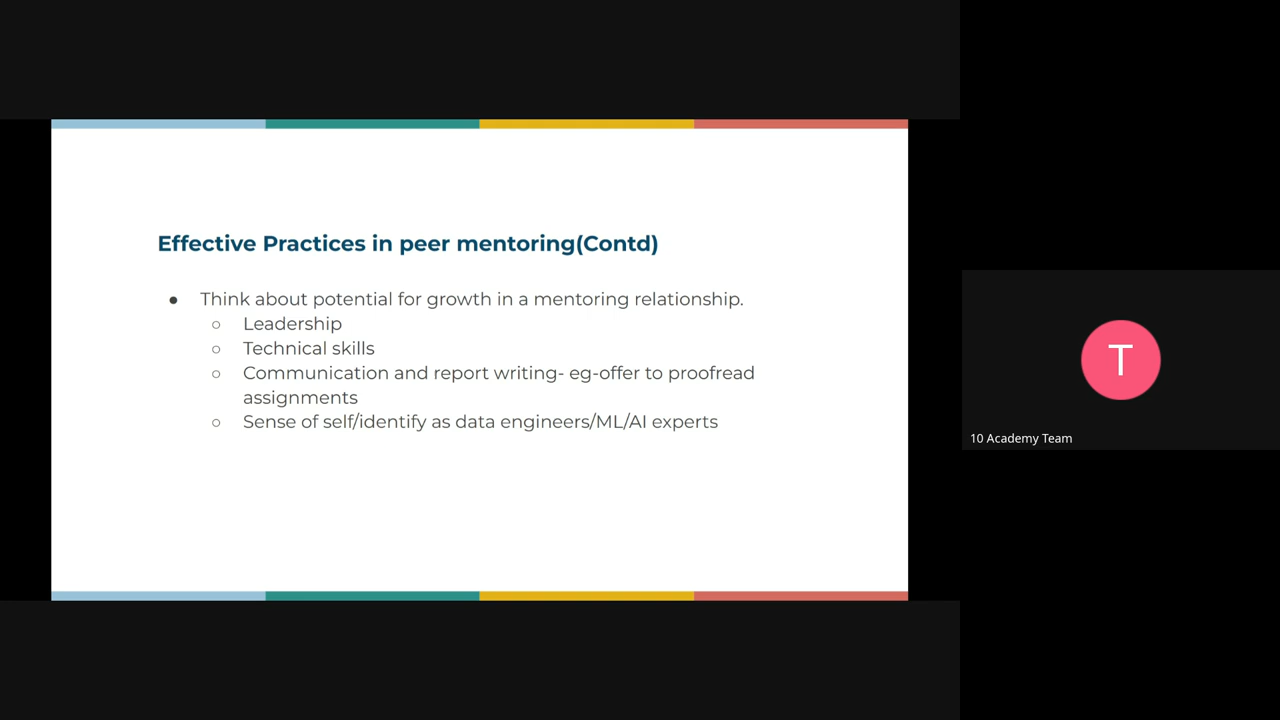 Effective Practices in peer mentoring(Contd)
● Think about potential for growth in a mentoring relationship.
○ Leadership
○ Technical skills
○ Communication and report writing- eg-offer to proofread
assignments
○ Sense of self/identify as data engineers/ML/AI experts
T
10 Academy Team